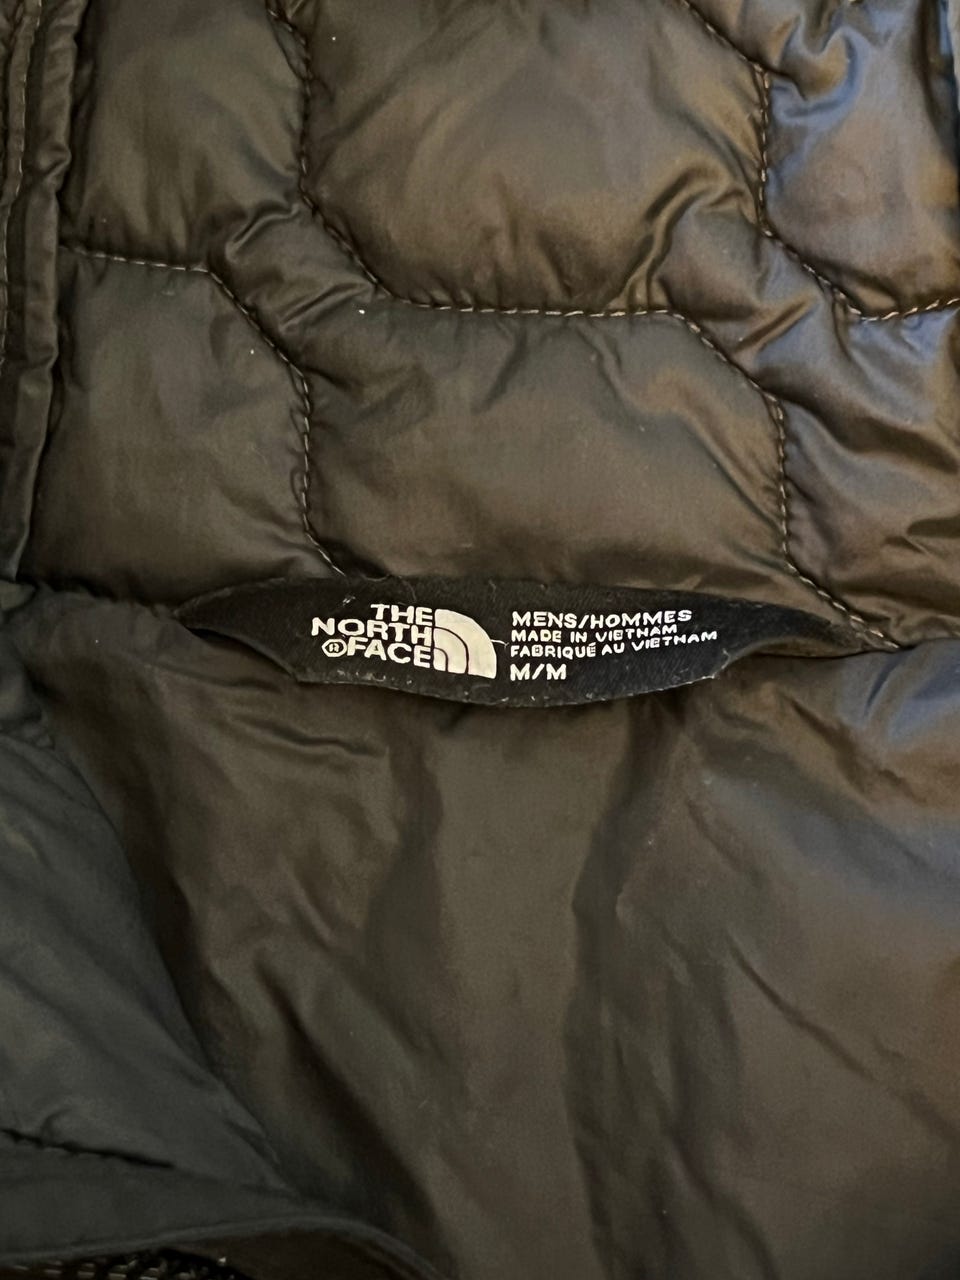 THE
NORTH
®FACE
MENS/HOMMES
MADE IN VIETNAM
FABRIQUÉ AU VIETNAM
M/M